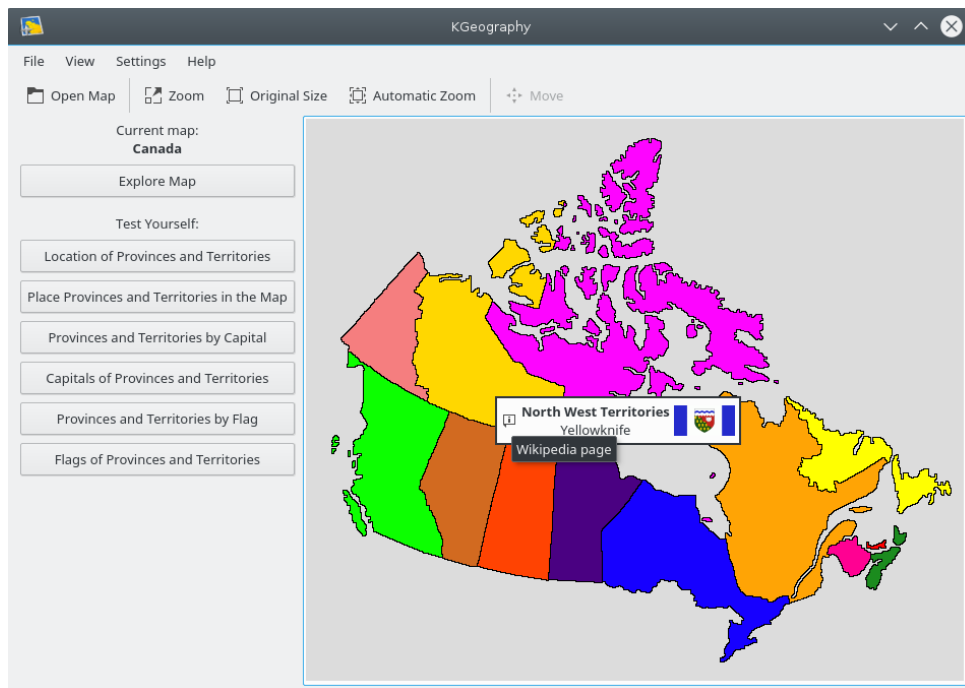 KGeography
File View Settings Help
Open Map Zoom Original Size Automatic Zoom Move
Current map:
Canada
Explore Map
Test Yourself:
Location of Provinces and Territories
Place Provinces and Territories in the Map
Provinces and Territories by Capital
Capitals of Provinces and Territories
Provinces and Territories by Flag
Flags of Provinces and Territories
North West Territories
Yellowknife
Wikipedia page